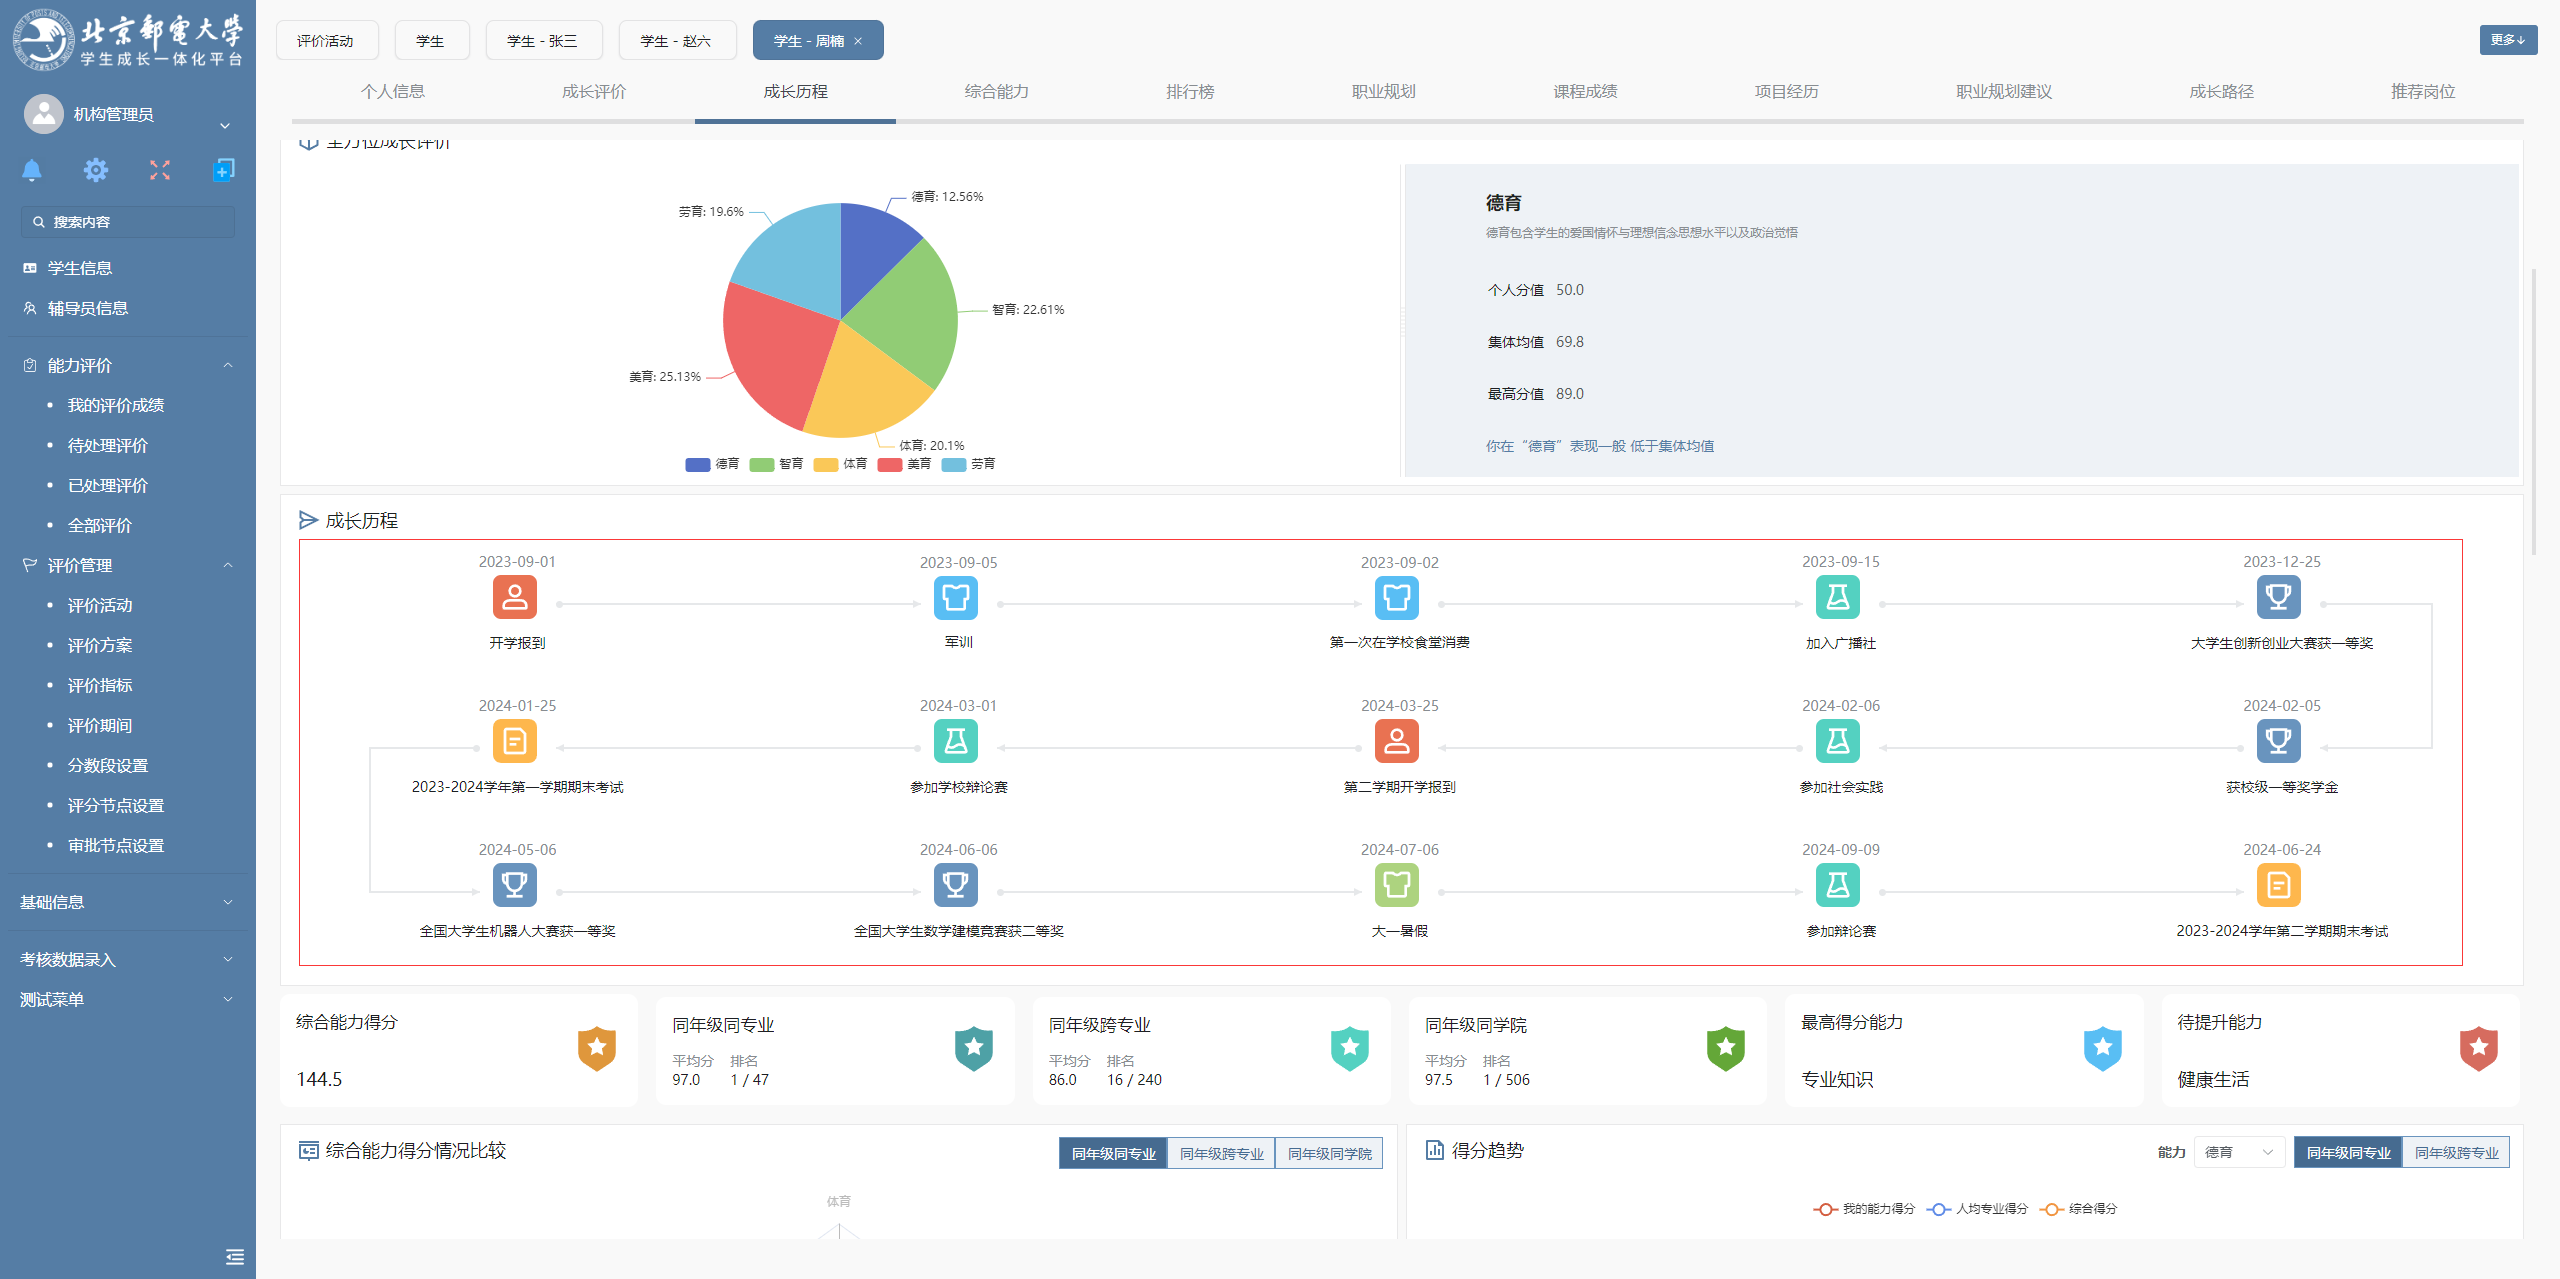 北京郵電大學
学生成长一体化平台
机构管理员
搜索内容
学生信息
辅导员信息
能力评价
我的评价成绩
待处理评价
已处理评价
全部评价
评价管理
评价活动
评价方案
评价指标
评价期间
分数段设置
评分节点设置
审批节点设置
基础信息
考核数据录入
测试菜单
评价活动 学生 学生 - 张三 学生 - 赵六 学生 - 周楠 × 更多↓
个人信息 成长评价 成长历程 综合能力 排行榜 职业规划 课程成绩 项目经历 职业规划建议 成长路径 推荐岗位
全方位成长评价
德育: 12.56%
劳育: 19.6%
智育: 22.61%
美育: 25.13%
体育: 20.1%
德育 智育 体育 美育 劳育
德育
德育包含学生的爱国情怀与理想信念思想水平以及政治觉悟
个人分值 50.0
集体均值 69.8
最高分值 89.0
你在“德育”表现一般 低于集体均值
成长历程
2023-09-01 2023-09-05 2023-09-02 2023-09-15 2023-12-25
开学报到 军训 第一次在学校食堂消费 加入广播社 大学生创新创业大赛获一等奖
2024-01-25 2024-03-01 2024-03-25 2024-02-06 2024-02-05
2023-2024学年第一学期期末考试 参加学校辩论赛 第二学期开学报到 参加社会实践 获校级一等奖学金
2024-05-06 2024-06-06 2024-07-06 2024-09-09 2024-06-24
全国大学生机器人大赛获一等奖 全国大学生数学建模竞赛获二等奖 大一暑假 参加辩论赛 2023-2024学年第二学期期末考试
综合能力得分
144.5
同年级同专业
平均分 排名
97.0 1 / 47
同年级跨专业
平均分 排名
86.0 16 / 240
同年级同学院
平均分 排名
97.5 1 / 506
最高得分能力
专业知识
待提升能力
健康生活
综合能力得分情况比较 同年级同专业 同年级跨专业 同年级同学院
体育
得分趋势 能力 德育 同年级同专业 同年级跨专业
我的能力得分 人均专业得分 综合得分